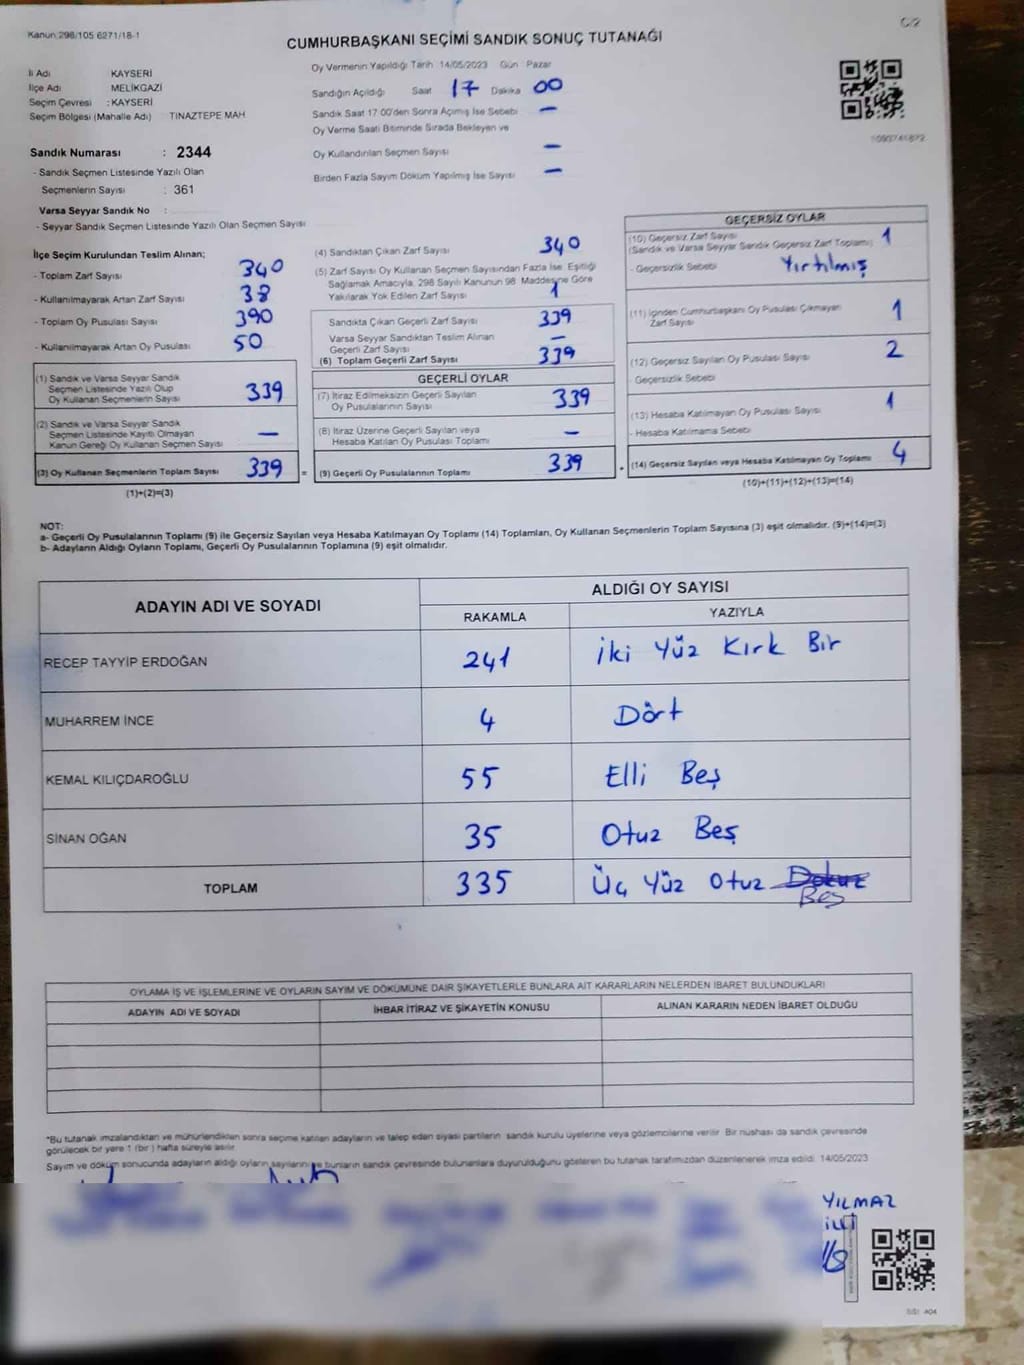 Kanun:298/105 6271/18-1
C/2
CUMHURBAŞKANI SEÇİMİ SANDIK SONUÇ TUTANAĞI
İl Adı KAYSERİ
İlçe Adı MELİKGAZİ
Seçim Çevresi : KAYSERİ
Seçim Bölgesi (Mahalle Adı) TINAZTEPE MAH
Sandık Numarası : 2344
- Sandık Seçmen Listesinde Yazılı Olan
Seçmenlerin Sayısı : 361
Varsa Seyyar Sandık No :
- Seyyar Sandık Seçmen Listesinde Yazılı Olan Seçmen Sayısı
Oy Vermenin Yapıldığı Tarih 14/05/2023 Gün Pazar
Sandığın Açıldığı Saat 17 Dakika 00
Sandık Saat 17.00'den Sonra Açımış İse Sebebi —
Oy Verme Saati Bitiminde Sırada Bekleyen ve
Oy Kullandırılan Seçmen Sayısı —
Birden Fazla Sayım Döküm Yapılmış İse Sayısı —
İlçe Seçim Kurulundan Teslim Alınan;
- Toplam Zarf Sayısı 340
- Kullanılmayarak Artan Zarf Sayısı 38
- Toplam Oy Pusulası Sayısı 390
- Kullanılmayarak Artan Oy Pusulası 50
(1) Sandık ve Varsa Seyyar Sandık
Seçmen Listesinde Yazılı Olup
Oy Kullanan Seçmenlerin Sayısı 339
(2) Sandık ve Varsa Seyyar Sandık
Seçmen Listesinde Kayıtlı Olmayan
Kanun Gereği Oy Kullanan Seçmen Sayısı —
(3) Oy Kullanan Seçmenlerin Toplam Sayısı 339 =
(1)+(2)=(3)
(4) Sandıktan Çıkan Zarf Sayısı 340
(5) Zarf Sayısı Oy Kullanan Seçmen Sayısından Fazla İse, Eşitliği
Sağlamak Amacıyla, 298 Sayılı Kanunun 98. Maddesine Göre
Yakılarak Yok Edilen Zarf Sayısı 1
Sandıkta Çıkan Geçerli Zarf Sayısı 339
Varsa Seyyar Sandıktan Teslim Alınan
Geçerli Zarf Sayısı —
(6) Toplam Geçerli Zarf Sayısı 339
GEÇERLİ OYLAR
(7) İtiraz Edilmeksizin Geçerli Sayılan
Oy Pusulalarının Sayısı 339
(8) İtiraz Üzerine Geçerli Sayılan veya
Hesaba Katılan Oy Pusulası Toplamı —
(9) Geçerli Oy Pusulalarının Toplamı 339 +
GEÇERSİZ OYLAR
(10) Geçersiz Zarf Sayısı 1
(Sandık ve Varsa Seyyar Sandık Geçersiz Zarf Toplamı)
- Geçersizlik Sebebi Yırtılmış
(11) İçinden Cumhurbaşkanı Oy Pusulası Çıkmayan
Zarf Sayısı 1
(12) Geçersiz Sayılan Oy Pusulası Sayısı 2
- Geçersizlik Sebebi
(13) Hesaba Katılmayan Oy Pusulası Sayısı 1
- Hesaba Katılmama Sebebi
(14) Geçersiz Sayılan veya Hesaba Katılmayan Oy Toplamı 4
(10)+(11)+(12)+(13)=(14)
NOT:
a- Geçerli Oy Pusulalarının Toplamı (9) ile Geçersiz Sayılan veya Hesaba Katılmayan Oy Toplamı (14) Toplamları, Oy Kullanan Seçmenlerin Toplam Sayısına (3) eşit olmalıdır. (9)+(14)=(3)
b- Adayların Aldığı Oyların Toplamı, Geçerli Oy Pusulalarının Toplamına (9) eşit olmalıdır.
ADAYIN ADI VE SOYADI ALDIĞI OY SAYISI
RAKAMLA YAZIYLA
RECEP TAYYİP ERDOĞAN 241 İki Yüz Kırk Bir
MUHARREM İNCE 4 Dört
KEMAL KILIÇDAROĞLU 55 Elli Beş
SİNAN OĞAN 35 Otuz Beş
TOPLAM 335 Üç Yüz Otuz Dokuz
Beş
OYLAMA İŞ VE İŞLEMLERİNE VE OYLARIN SAYIM VE DÖKÜMÜNE DAİR ŞİKAYETLERLE BUNLARA AİT KARARLARIN NELERDEN İBARET BULUNDUKLARI
ADAYIN ADI VE SOYADI İHBAR İTİRAZ VE ŞİKAYETİN KONUSU ALINAN KARARIN NEDEN İBARET OLDUĞU
*Bu tutanak imzalandıktan ve mühürlendikten sonra seçime katılan adayların ve talep eden siyasi partilerin sandık kurulu üyelerine veya gözlemcilerine verilir. Bir nüshası da sandık çevresinde
görülecek bir yere 1 (bir) hafta süreyle asılır.
Sayım ve döküm sonucunda adayların aldığı oyların sayılarını ve bunların sandık çevresinde bulunanlara duyurulduğunu gösteren bu tutanak tarafımızdan düzenlenerek imza edildi. 14/05/2023
YILMAZ